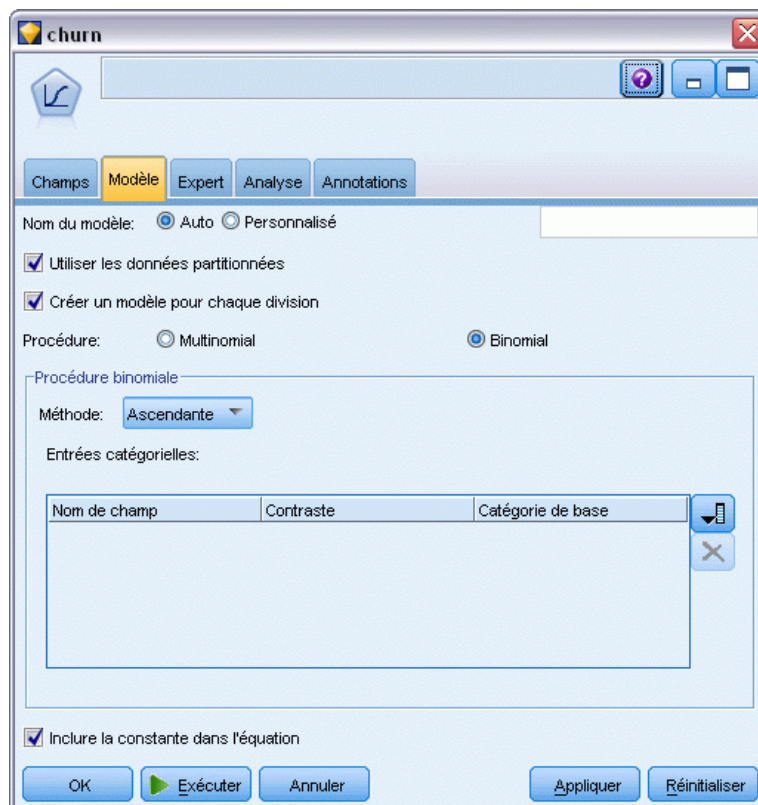 churn
Champs Modèle Expert Analyse Annotations
Nom du modèle: Auto Personnalisé
Utiliser les données partitionnées
Créer un modèle pour chaque division
Procédure: Multinomial Binomial
Procédure binomiale
Méthode: Ascendante
Entrées catégorielles:
Nom de champ Contraste Catégorie de base
Inclure la constante dans l'équation
OK Exécuter Annuler Appliquer Réinitialiser